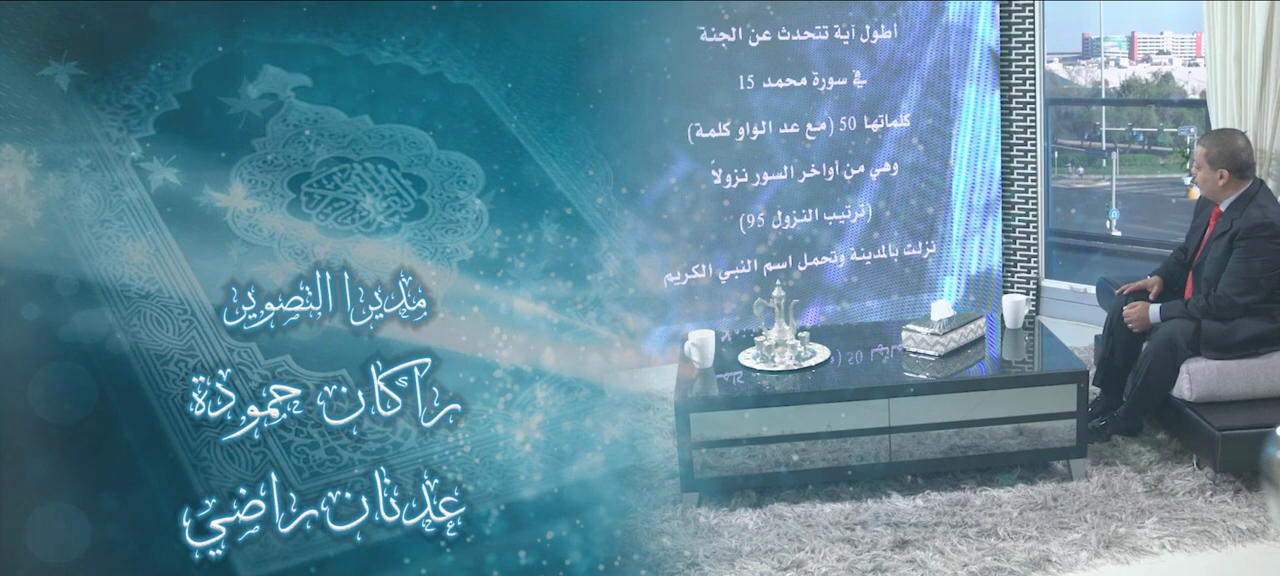 أطول آية تتحدث عن الجنة
في سورة محمد 15
كلماتها 50 (مع عد الواو كلمة)
وهي من أواخر السور نزولاً
(ترتيب النزول 95)
نزلت بالمدينة وتحمل اسم النبي الكريم
مديرا التصوير
راكان حمودة
عدنان راضي